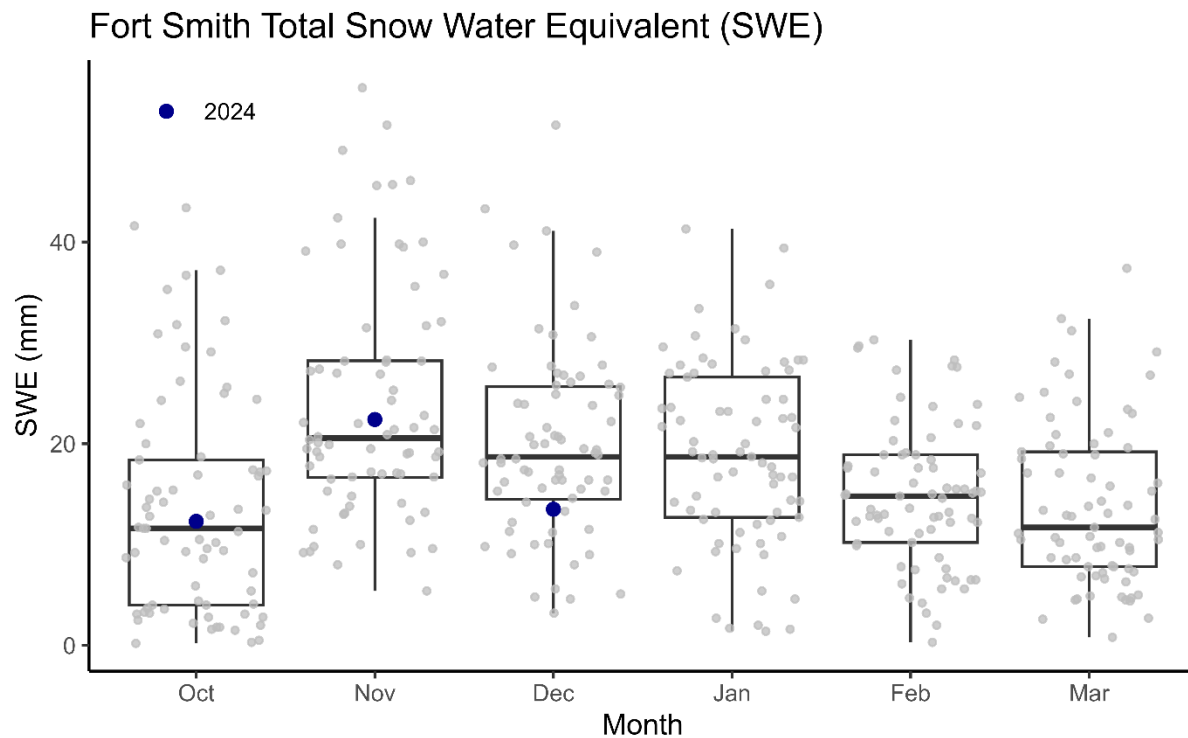 Fort Smith Total Snow Water Equivalent (SWE)
2024
SWE (mm)
40
20
0
Oct Nov Dec Jan Feb Mar
Month